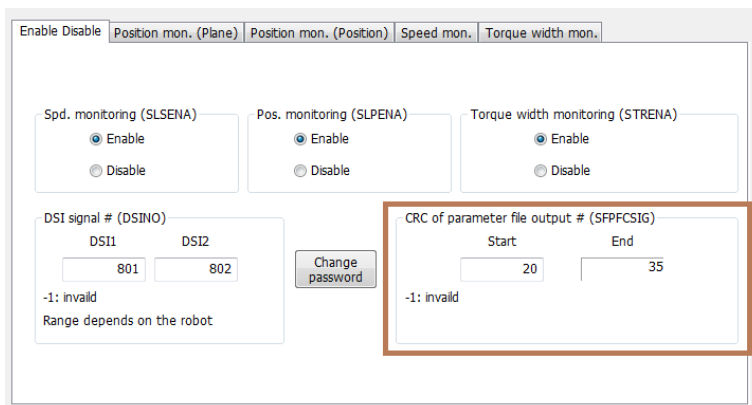 Enable Disable Position mon. (Plane) Position mon. (Position) Speed mon. Torque width mon.
Spd. monitoring (SLSENA) Pos. monitoring (SLPENA) Torque width monitoring (STRENA)
Enable Enable Enable
Disable Disable Disable
DSI signal # (DSINO) CRC of parameter file output # (SFPFCSIG)
DSI1 DSI2 Start End
801 802 Change password 20 35
-1: invaild -1: invaild
Range depends on the robot